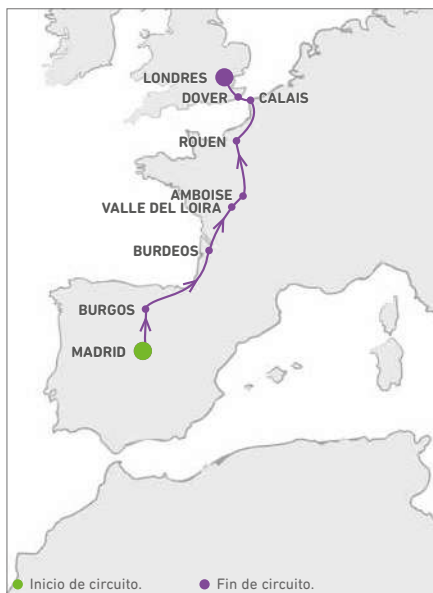 LONDRES
DOVER
CALAIS
ROUEN
AMBOISE
VALLE DEL LOIRA
BURDEOS
BURGOS
MADRID
Inicio de circuito.
Fin de circuito.